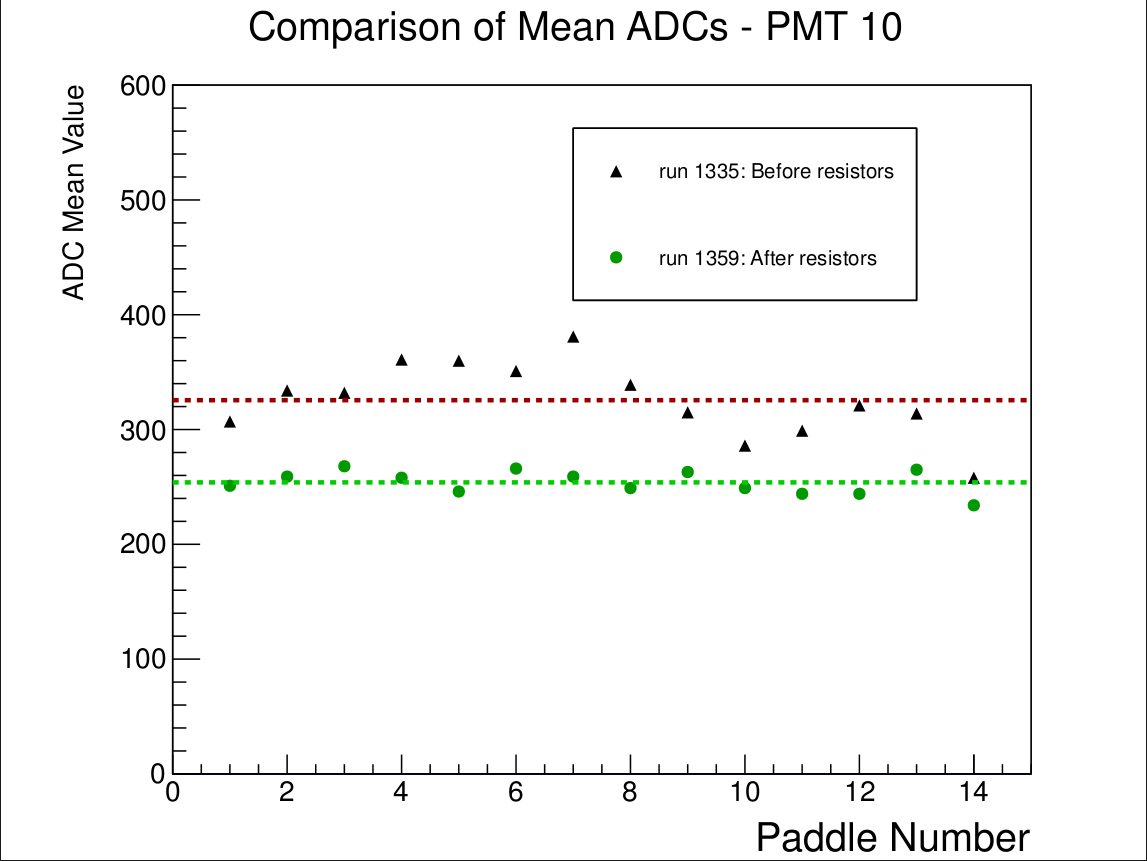 Comparison of Mean ADCs - PMT 10
ADC Mean Value
600
500
400
300
200
100
0
run 1335: Before resistors
run 1359: After resistors
0 2 4 6 8 10 12 14
Paddle Number